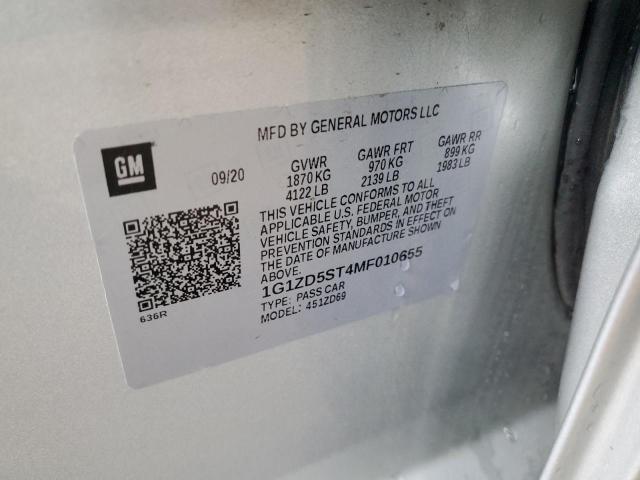 MFD BY GENERAL MOTORS LLC
GM
09/20
GVWR GAWR FRT GAWR RR
1870 KG 970 KG 899 KG
4122 LB 2139 LB 1983 LB
THIS VEHICLE CONFORMS TO ALL
APPLICABLE U.S. FEDERAL MOTOR
VEHICLE SAFETY, BUMPER, AND THEFT
PREVENTION STANDARDS IN EFFECT ON
THE DATE OF MANUFACTURE SHOWN
ABOVE.
1G1ZD5ST4MF010655
TYPE: PASS CAR
MODEL: 451ZD69
636R